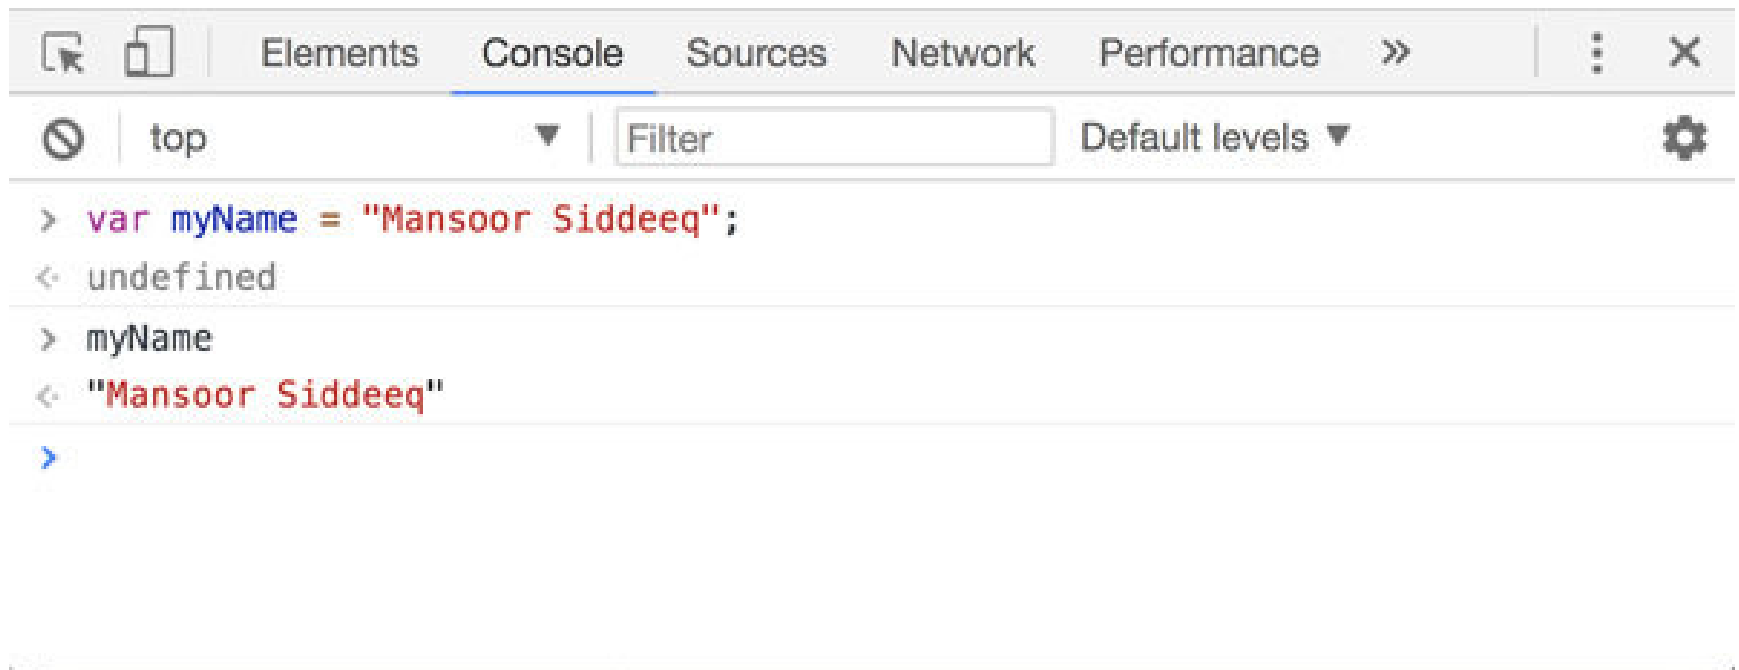 Elements Console Sources Network Performance »
top ▼ Filter Default levels ▼
> var myName = "Mansoor Siddeeq";
undefined
> myName
"Mansoor Siddeeq"
>